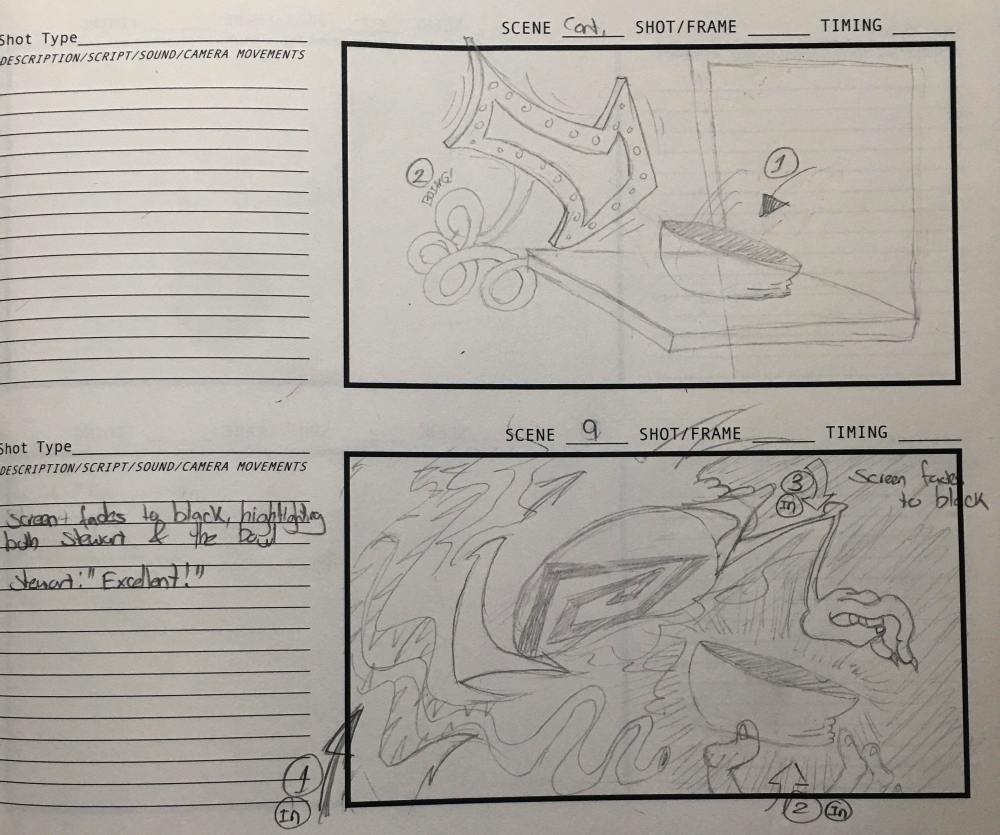 SCENE Cont. SHOT/FRAME TIMING
Shot Type
DESCRIPTION/SCRIPT/SOUND/CAMERA MOVEMENTS
1
2
BOING!
SCENE 9 SHOT/FRAME TIMING
Shot Type
DESCRIPTION/SCRIPT/SOUND/CAMERA MOVEMENTS
3
In
Screen fades
to black
Screen fades to black, highlighting
both Stewart & the bowl
Stewart: "Excellent!"
1
In
2 In